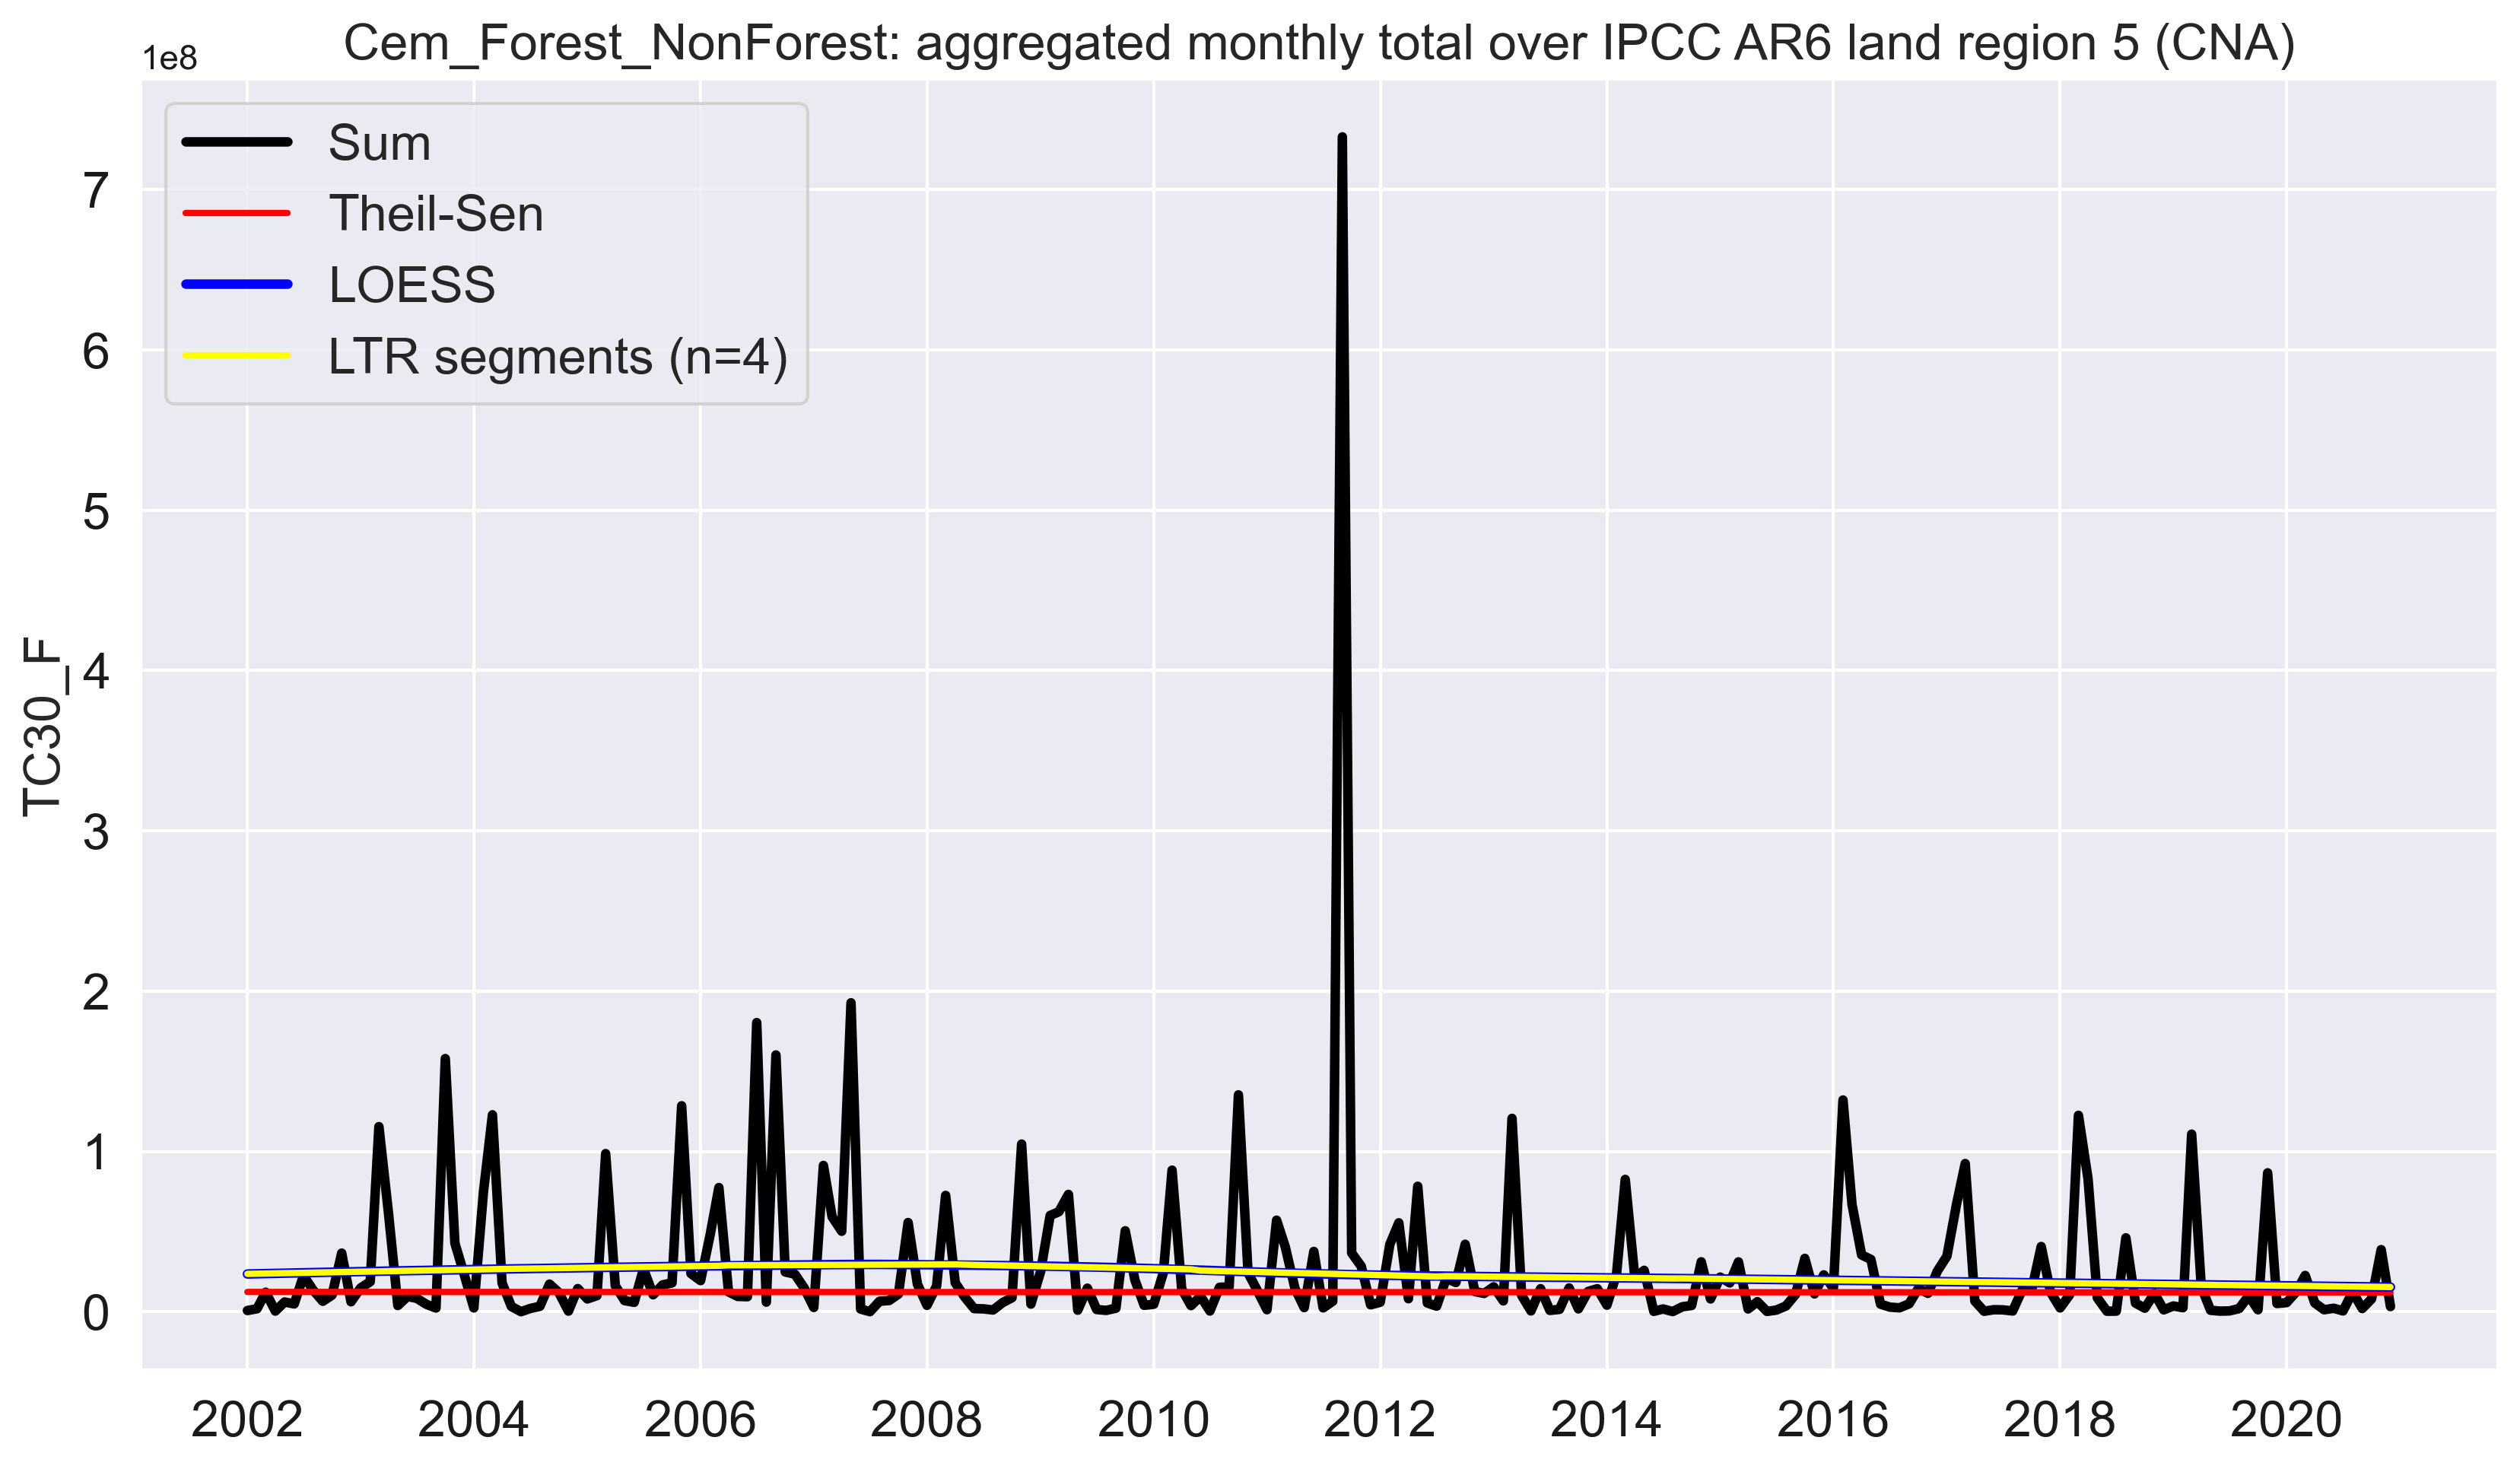 Cem_Forest_NonForest: aggregated monthly total over IPCC AR6 land region 5 (CNA)
1e8
Sum
Theil-Sen
LOESS
LTR segments (n=4)
7
6
5
4
3
2
1
0
TC30_F
2002 2004 2006 2008 2010 2012 2014 2016 2018 2020